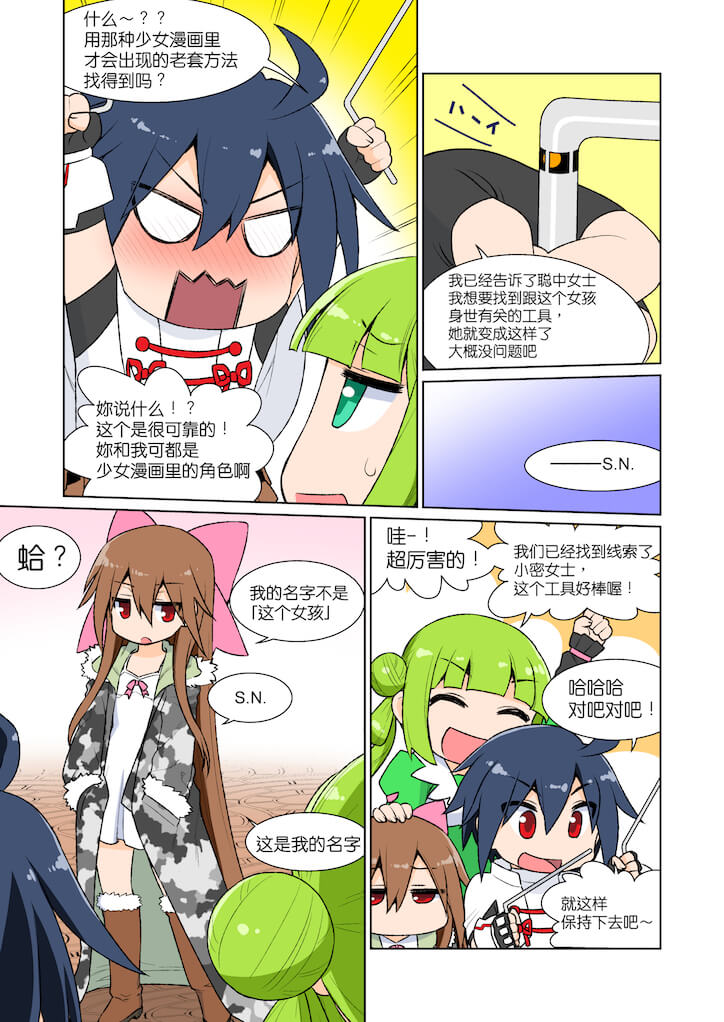 ハーイ
我已经告诉了聪中女士
我想要找到跟这个女孩
身世有关的工具，
她就变成这样了
大概没问题吧
什么～？？
用那种少女漫画里
才会出现的老套方法
找得到吗？
妳说什么！？
这个是很可靠的！
妳和我可都是
少女漫画里的角色啊
———S.N.
蛤？
我的名字不是
「这个女孩」
S.N.
这是我的名字
我们已经找到线索了
小密女士，
这个工具好棒喔！
哇-！
超厉害的！
哈哈哈
对吧对吧！
就这样
保持下去吧～